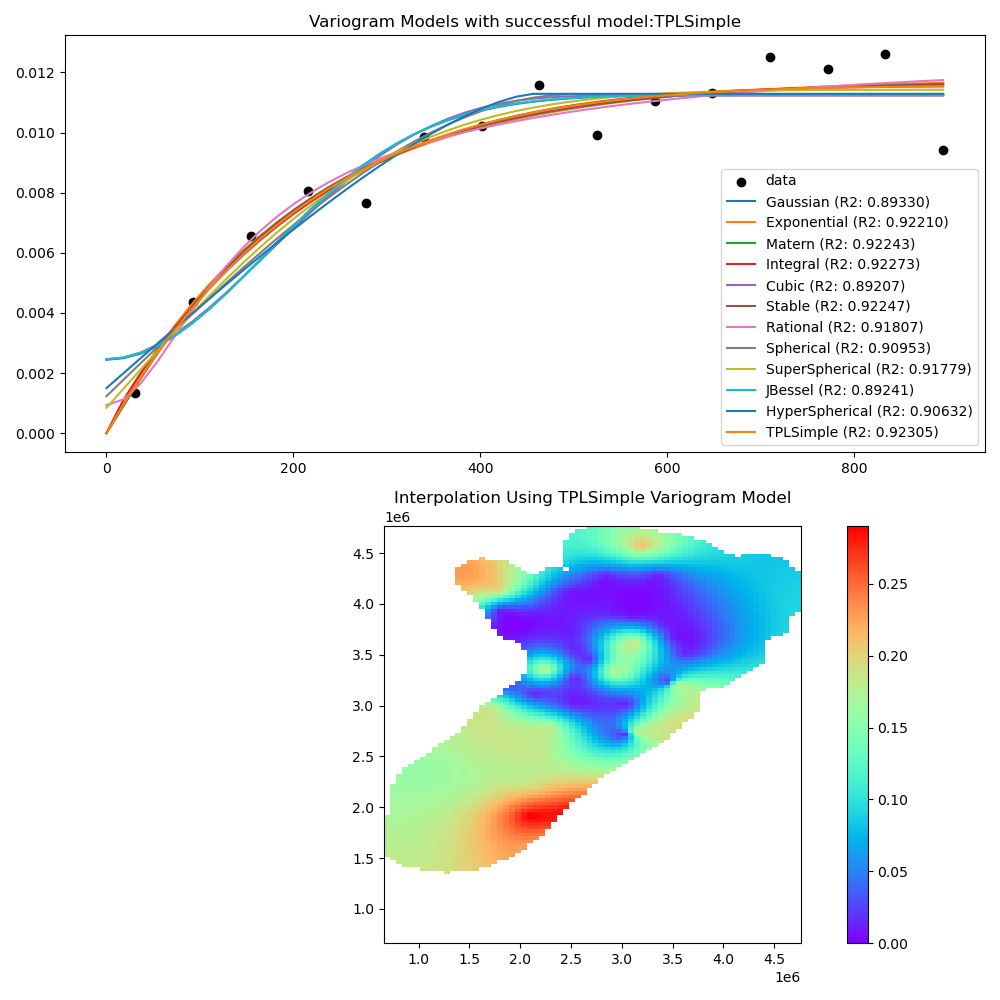 Variogram Models with successful model:TPLSimple
0.012
0.010
0.008
0.006
0.004
0.002
0.000
0 200 400 600 800
data
Gaussian (R2: 0.89330)
Exponential (R2: 0.92210)
Matern (R2: 0.92243)
Integral (R2: 0.92273)
Cubic (R2: 0.89207)
Stable (R2: 0.92247)
Rational (R2: 0.91807)
Spherical (R2: 0.90953)
SuperSpherical (R2: 0.91779)
JBessel (R2: 0.89241)
HyperSpherical (R2: 0.90632)
TPLSimple (R2: 0.92305)
Interpolation Using TPLSimple Variogram Model
1e6
4.5
4.0
3.5
3.0
2.5
2.0
1.5
1.0
1.0 1.5 2.0 2.5 3.0 3.5 4.0 4.5
1e6
0.25
0.20
0.15
0.10
0.05
0.00